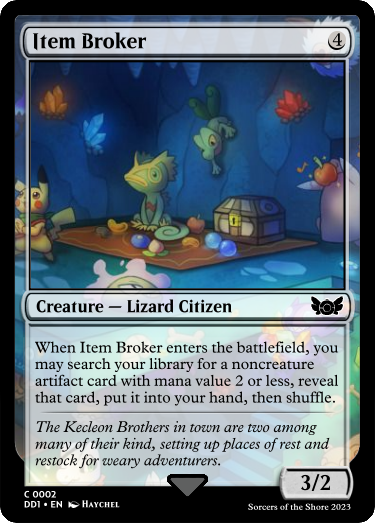 Item Broker
4
Creature — Lizard Citizen
When Item Broker enters the battlefield, you
may search your library for a noncreature
artifact card with mana value 2 or less, reveal
that card, put it into your hand, then shuffle.
The Kecleon Brothers in town are two among
many of their kind, setting up places of rest and
restock for weary adventurers.
3/2
C 0002
DD1 • EN HAYCHEL
Sorcers of the Shore 2023